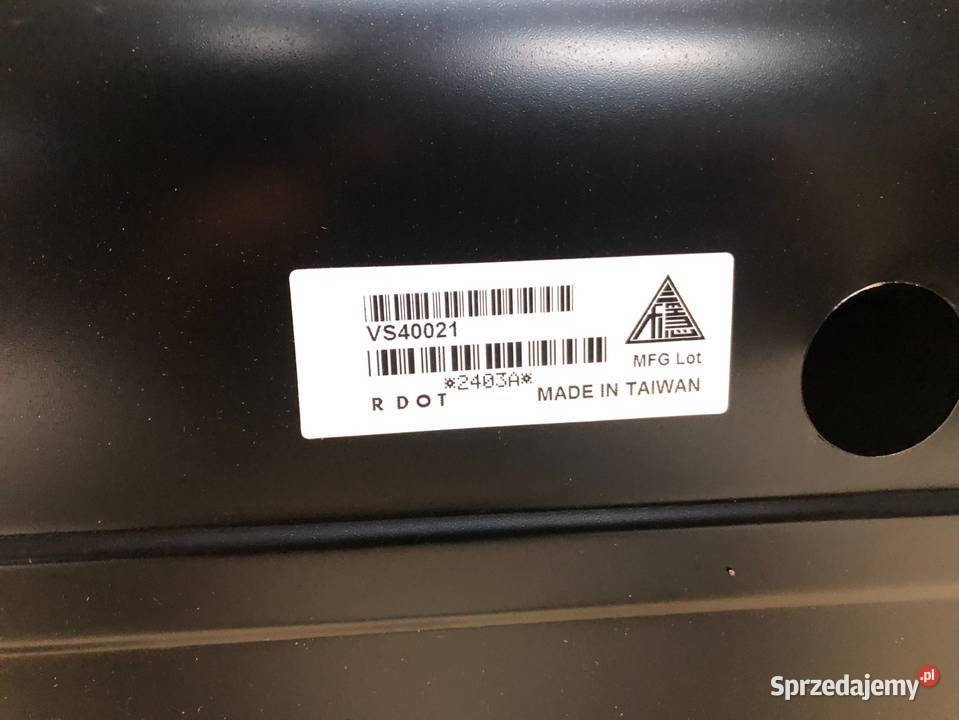 VS40021
*2403A*
R DOT
MFG Lot
MADE IN TAIWAN
Sprzedajemy.pl